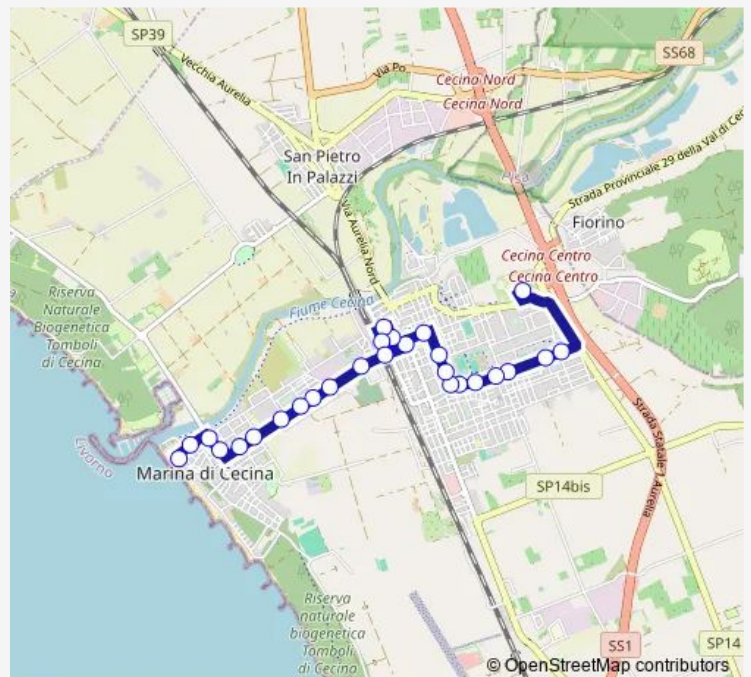 SP39
SS68
Vecchia Aurelia
Via Po
Cecina Nord
Cecina Nord
San Pietro
In Palazzi
Pisa
Strada Provinciale 29 della Val di Ce
Via Aurelia Nord
Fiorino
Cecina Centro
Cecina Centro
Riserva
Naturale
Biogenetica
Tomboli
di Cecina
Fiume Cecina
Livorno
Marina di Cecina
Strada Statale 1 Aurelia
SP14bis
Riserva
naturale
biogenetica
Tomboli
di Cecina
SS1
SP14
© OpenStreetMap contributors